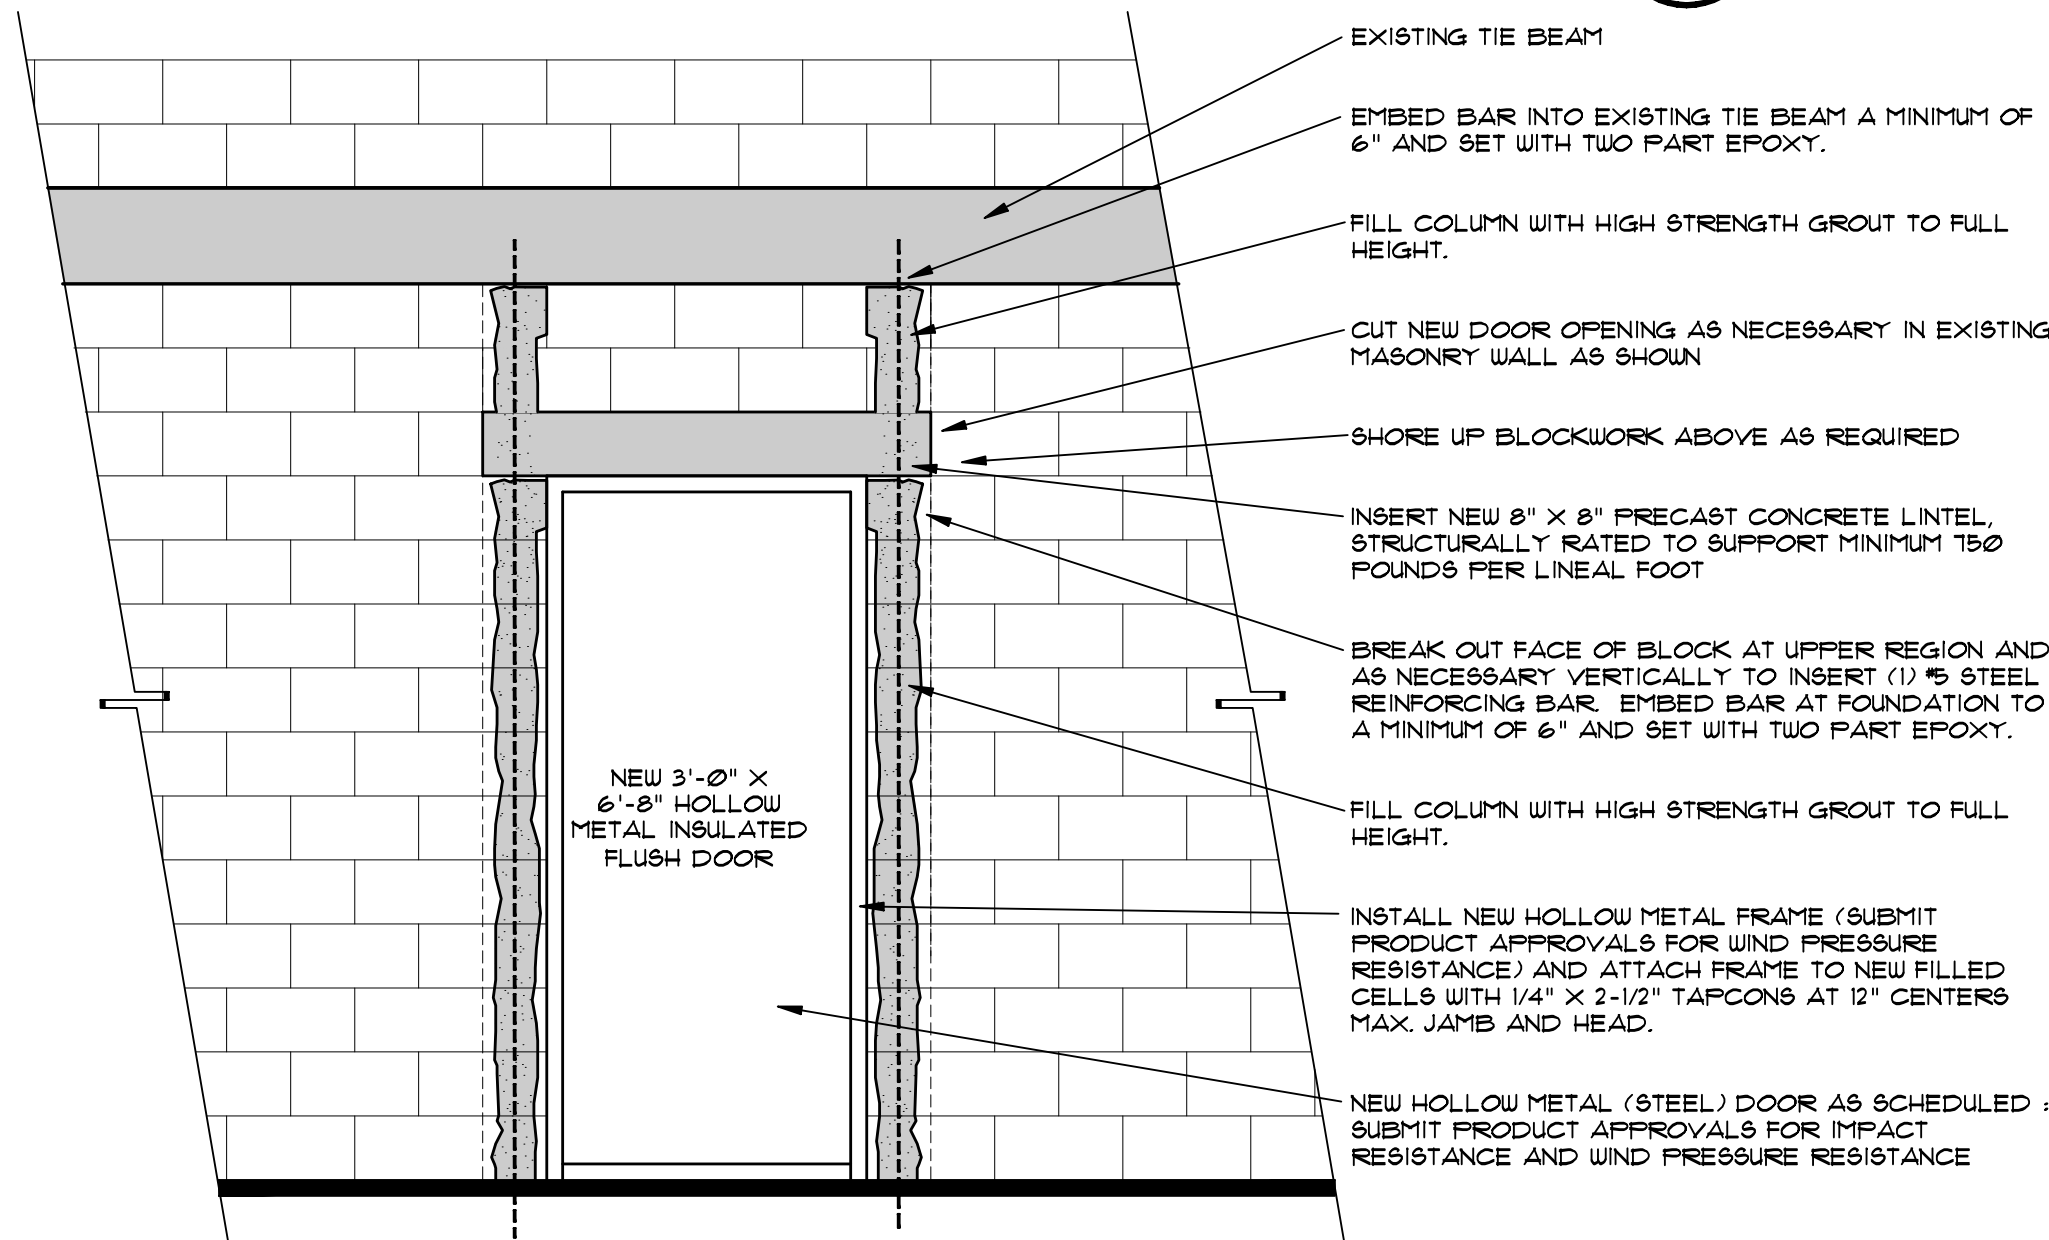 EXISTING TIE BEAM
EMBED BAR INTO EXISTING TIE BEAM A MINIMUM OF
6" AND SET WITH TWO PART EPOXY.
FILL COLUMN WITH HIGH STRENGTH GROUT TO FULL
HEIGHT.
CUT NEW DOOR OPENING AS NECESSARY IN EXISTING
MASONRY WALL AS SHOWN
SHORE UP BLOCKWORK ABOVE AS REQUIRED
INSERT NEW 8" X 8" PRECAST CONCRETE LINTEL,
STRUCTURALLY RATED TO SUPPORT MINIMUM 750
POUNDS PER LINEAL FOOT
BREAK OUT FACE OF BLOCK AT UPPER REGION AND
AS NECESSARY VERTICALLY TO INSERT (1) #5 STEEL
REINFORCING BAR. EMBED BAR AT FOUNDATION TO
A MINIMUM OF 6" AND SET WITH TWO PART EPOXY.
NEW 3'-0" X
6'-8" HOLLOW
METAL INSULATED
FLUSH DOOR
FILL COLUMN WITH HIGH STRENGTH GROUT TO FULL
HEIGHT.
INSTALL NEW HOLLOW METAL FRAME (SUBMIT
PRODUCT APPROVALS FOR WIND PRESSURE
RESISTANCE) AND ATTACH FRAME TO NEW FILLED
CELLS WITH 1/4" X 2-1/2" TAPCONS AT 12" CENTERS
MAX. JAMB AND HEAD.
NEW HOLLOW METAL (STEEL) DOOR AS SCHEDULED :
SUBMIT PRODUCT APPROVALS FOR IMPACT
RESISTANCE AND WIND PRESSURE RESISTANCE